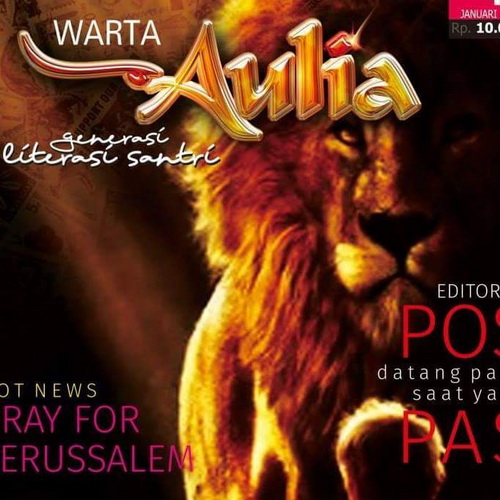 JANUARI
Rp. 10.
WARTA
Aulia
generasi
literasi santri
EDITOR
POS
datang pa
saat ya
PAS
OT NEWS
RAY FOR
ERUSSALEM